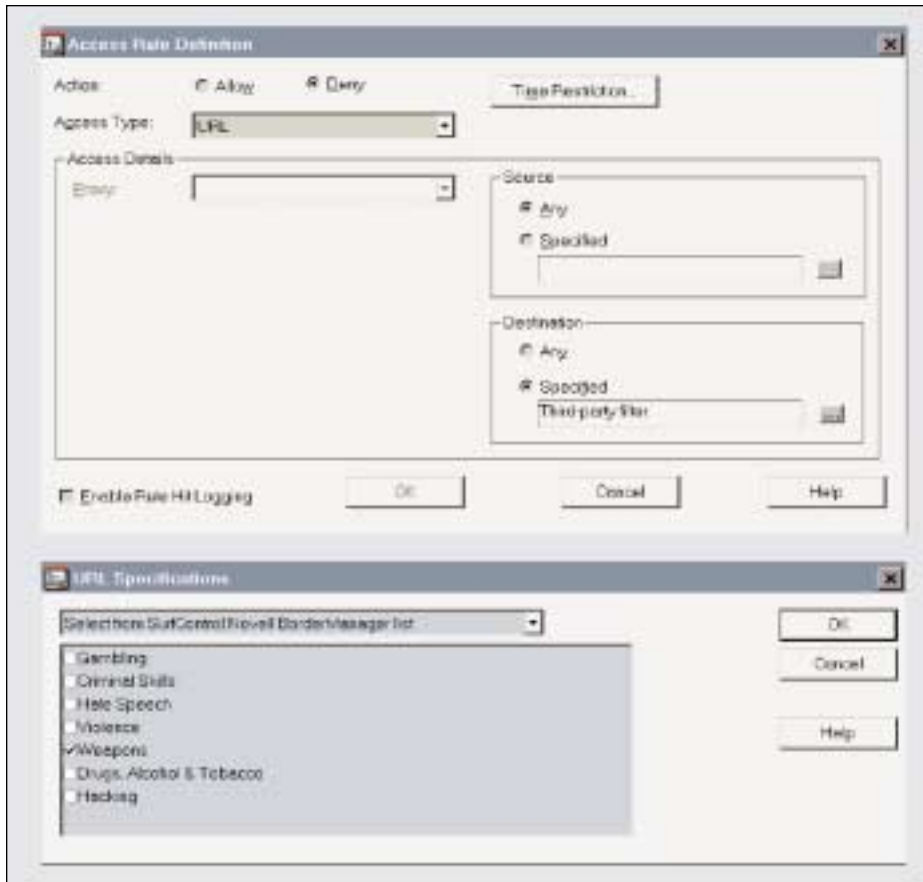 Access Rule Definition
Action: Allow Deny Time Restriction...
Access Type: URL
Access Details
Proxy:
Source
Any
Specified
Destination
Any
Specified
Third-party filter
Enable Rule Hit Logging OK Cancel Help
URL Specifications
Select from SurfControl Novell BorderManager list OK
Gambling
Criminal Skills Cancel
Hate Speech
Violence
Weapons Help
Drugs, Alcohol & Tobacco
Hacking